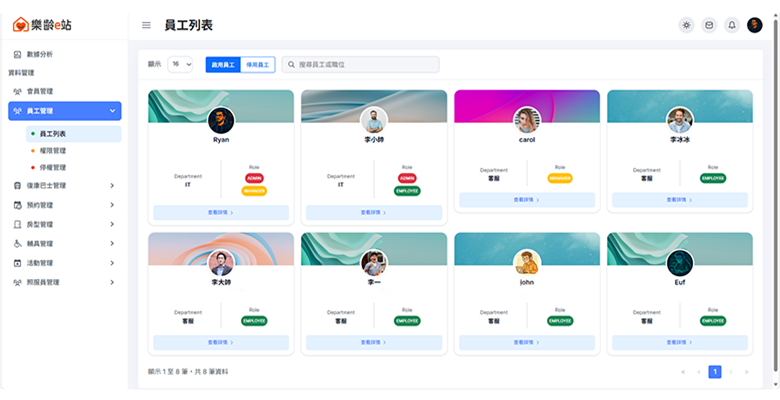 樂齡e站
員工列表
數據分析
資料管理
會員管理
員工管理
員工列表
權限管理
停權管理
復康巴士管理
預約管理
房型管理
輔具管理
活動管理
照服員管理
顯示 16 啟用員工 停用員工 搜尋員工或職位
Ryan
Department
IT
Role
ADMIN
MANAGER
查看詳情
李小帥
Department
IT
Role
ADMIN
EMPLOYEE
查看詳情
carol
Department
客服
Role
MANAGER
查看詳情
李冰冰
Department
客服
Role
EMPLOYEE
查看詳情
李大帥
Department
客服
Role
EMPLOYEE
查看詳情
李一
Department
客服
Role
EMPLOYEE
查看詳情
john
Department
客服
Role
EMPLOYEE
查看詳情
Euf
Department
客服
Role
EMPLOYEE
查看詳情
顯示 1 至 8 筆，共 8 筆資料
« ‹ 1 › »